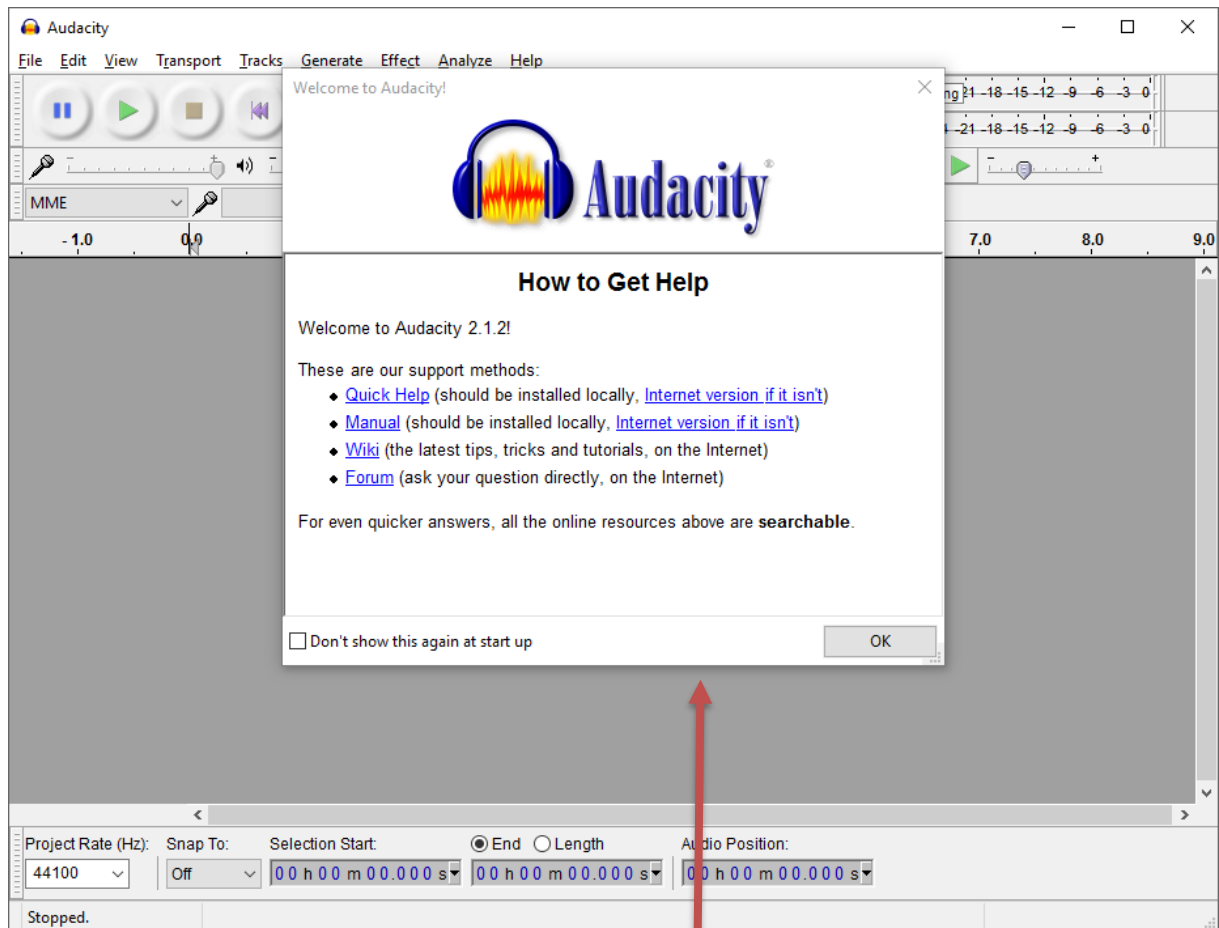 Audacity
File Edit View Transport Tracks Generate Effect Analyze Help
Welcome to Audacity!
-18 -15 -12 -9 -6 -3 0
-21 -18 -15 -12 -9 -6 -3 0
Audacity®
MME
-1.0 0.0 7.0 8.0 9.0
How to Get Help
Welcome to Audacity 2.1.2!
These are our support methods:
Quick Help (should be installed locally, Internet version if it isn't)
Manual (should be installed locally, Internet version if it isn't)
Wiki (the latest tips, tricks and tutorials, on the Internet)
Forum (ask your question directly, on the Internet)
For even quicker answers, all the online resources above are searchable.
Don't show this again at start up OK
Project Rate (Hz): Snap To: Selection Start: End Length Audio Position:
44100 Off 00 h 00 m 00.000 s 00 h 00 m 00.000 s 00 h 00 m 00.000 s
Stopped.